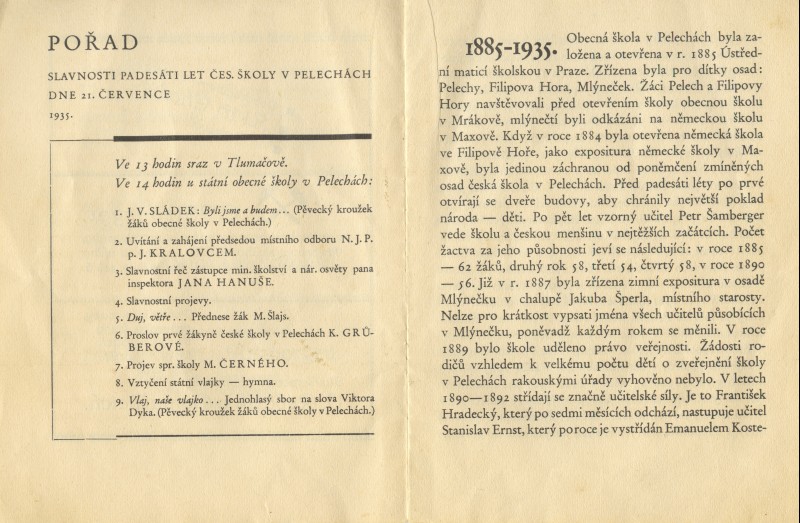 POŘAD
SLAVNOSTI PADESÁTI LET ČES. ŠKOLY V PELECHÁCH
DNE 21. ČERVENCE
1935.
Ve 13 hodin sraz v Tlumačově.
Ve 14 hodin u státní obecné školy v Pelechách:
1. J. V. SLÁDEK: Byli jsme a budem... (Pěvecký kroužek
žáků obecné školy v Pelechách.)
2. Uvítání a zahájení předsedou místního odboru N. J. P.
p. J. KRALOVCEM.
3. Slavnostní řeč zástupce min. školství a nár. osvěty pana
inspektora JANA HANUŠE.
4. Slavnostní projevy.
5. Duj, větře... Přednese žák M. Šlajs.
6. Proslov prvé žákyně české školy v Pelechách K. GRÜ-
BEROVÉ.
7. Projev spr. školy M. ČERNÉHO.
8. Vztyčení státní vlajky — hymna.
9. Vlaj, naše vlajko... Jednohlasý sbor na slova Viktora
Dyka. (Pěvecký kroužek žáků obecné školy v Pelechách.)
1885-1935. Obecná škola v Pelechách byla za-
ložena a otevřena v r. 1885 Ústřed-
ní maticí školskou v Praze. Zřízena byla pro dítky osad:
Pelechy, Filipova Hora, Mlýneček. Žáci Pelech a Filipovy
Hory navštěvovali před otevřením školy obecnou školu
v Mrákově, mlýnečtí byli odkázáni na německou školu
v Maxově. Když v roce 1884 byla otevřena německá škola
ve Filipově Hoře, jako expositura německé školy v Ma-
xově, byla jedinou záchranou od poněmčení zmíněných
osad česká škola v Pelechách. Před padesáti léty po prvé
otvírají se dveře budovy, aby chránily největší poklad
národa — děti. Po pět let vzorný učitel Petr Šamberger
vede školu a českou menšinu v nejtěžších začátcích. Počet
žactva za jeho působnosti jeví se následující: v roce 1885
— 62 žáků, druhý rok 58, třetí 54, čtvrtý 58, v roce 1890
— 56. Již v r. 1887 byla zřízena zimní expositura v osadě
Mlýnečku v chalupě Jakuba Šperla, místního starosty.
Nelze pro krátkost vypsati jména všech učitelů působících
v Mlýnečku, poněvadž každým rokem se měnili. V roce
1889 bylo škole uděleno právo veřejnosti. Žádosti ro-
dičů vzhledem k velkému počtu dětí o zveřejnění školy
v Pelechách rakouskými úřady vyhověno nebylo. V letech
1890—1892 střídají se značně učitelské síly. Je to František
Hradecký, který po sedmi měsících odchází, nastupuje učitel
Stanislav Ernst, který po roce je vystřídán Emanuelem Koste-